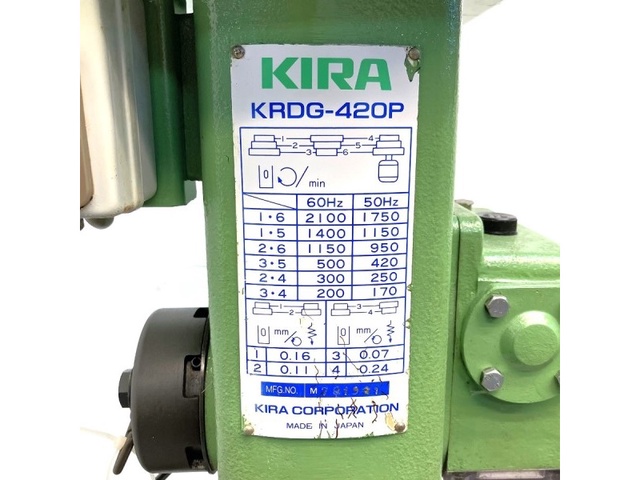 KIRA
KRDG-420P
1 4
2 5
3 6
0 /min
60Hz 50Hz
1·6 2100 1750
1·5 1400 1150
2·6 1150 950
3·5 500 420
2·4 300 250
3·4 200 170
1 3
2 4
0 mm/ 0 mm/
1 0.16 3 0.07
2 0.11 4 0.24
MFG.NO. M
KIRA CORPORATION
MADE IN JAPAN